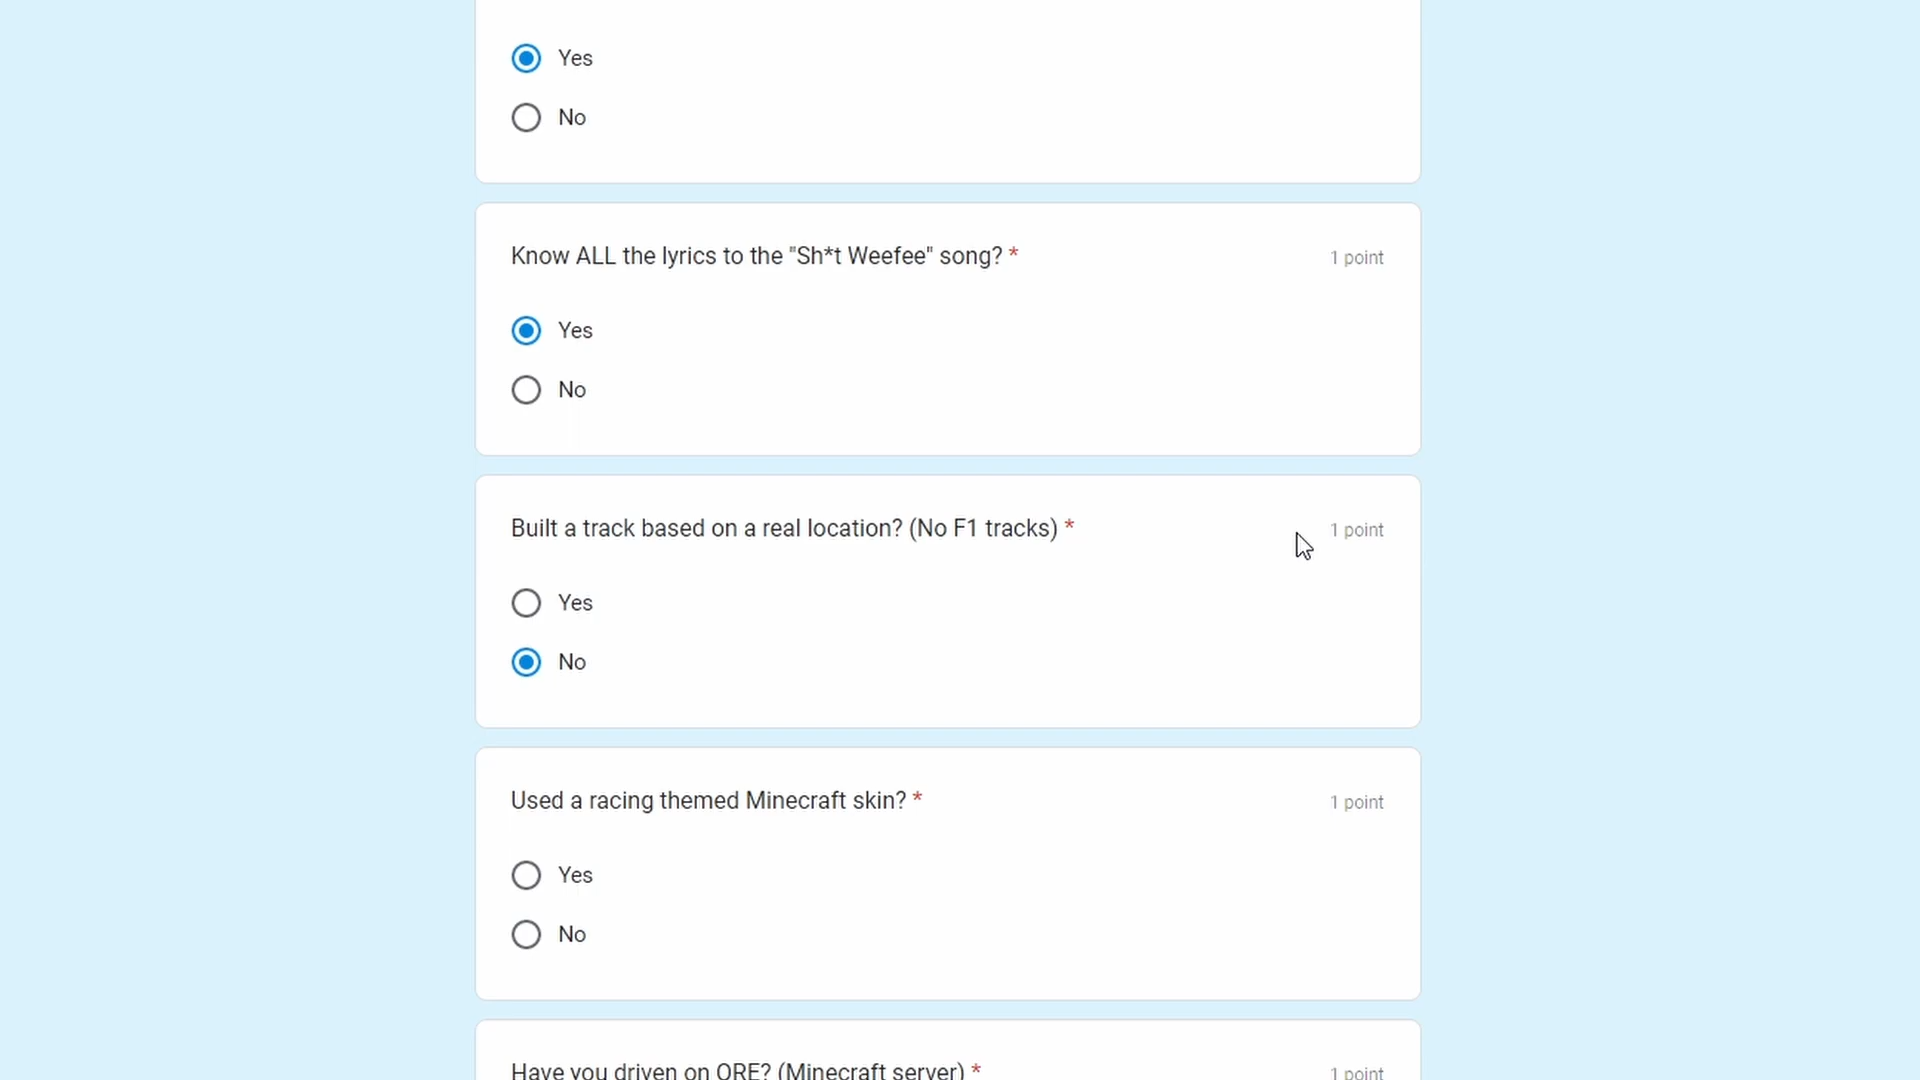 Yes
No
Know ALL the lyrics to the "Sh*t Weefee" song? * 1 point
Yes
No
Built a track based on a real location? (No F1 tracks) * 1 point
Yes
No
Used a racing themed Minecraft skin? * 1 point
Yes
No
Have you driven on ORE? (Minecraft server) * 1 point